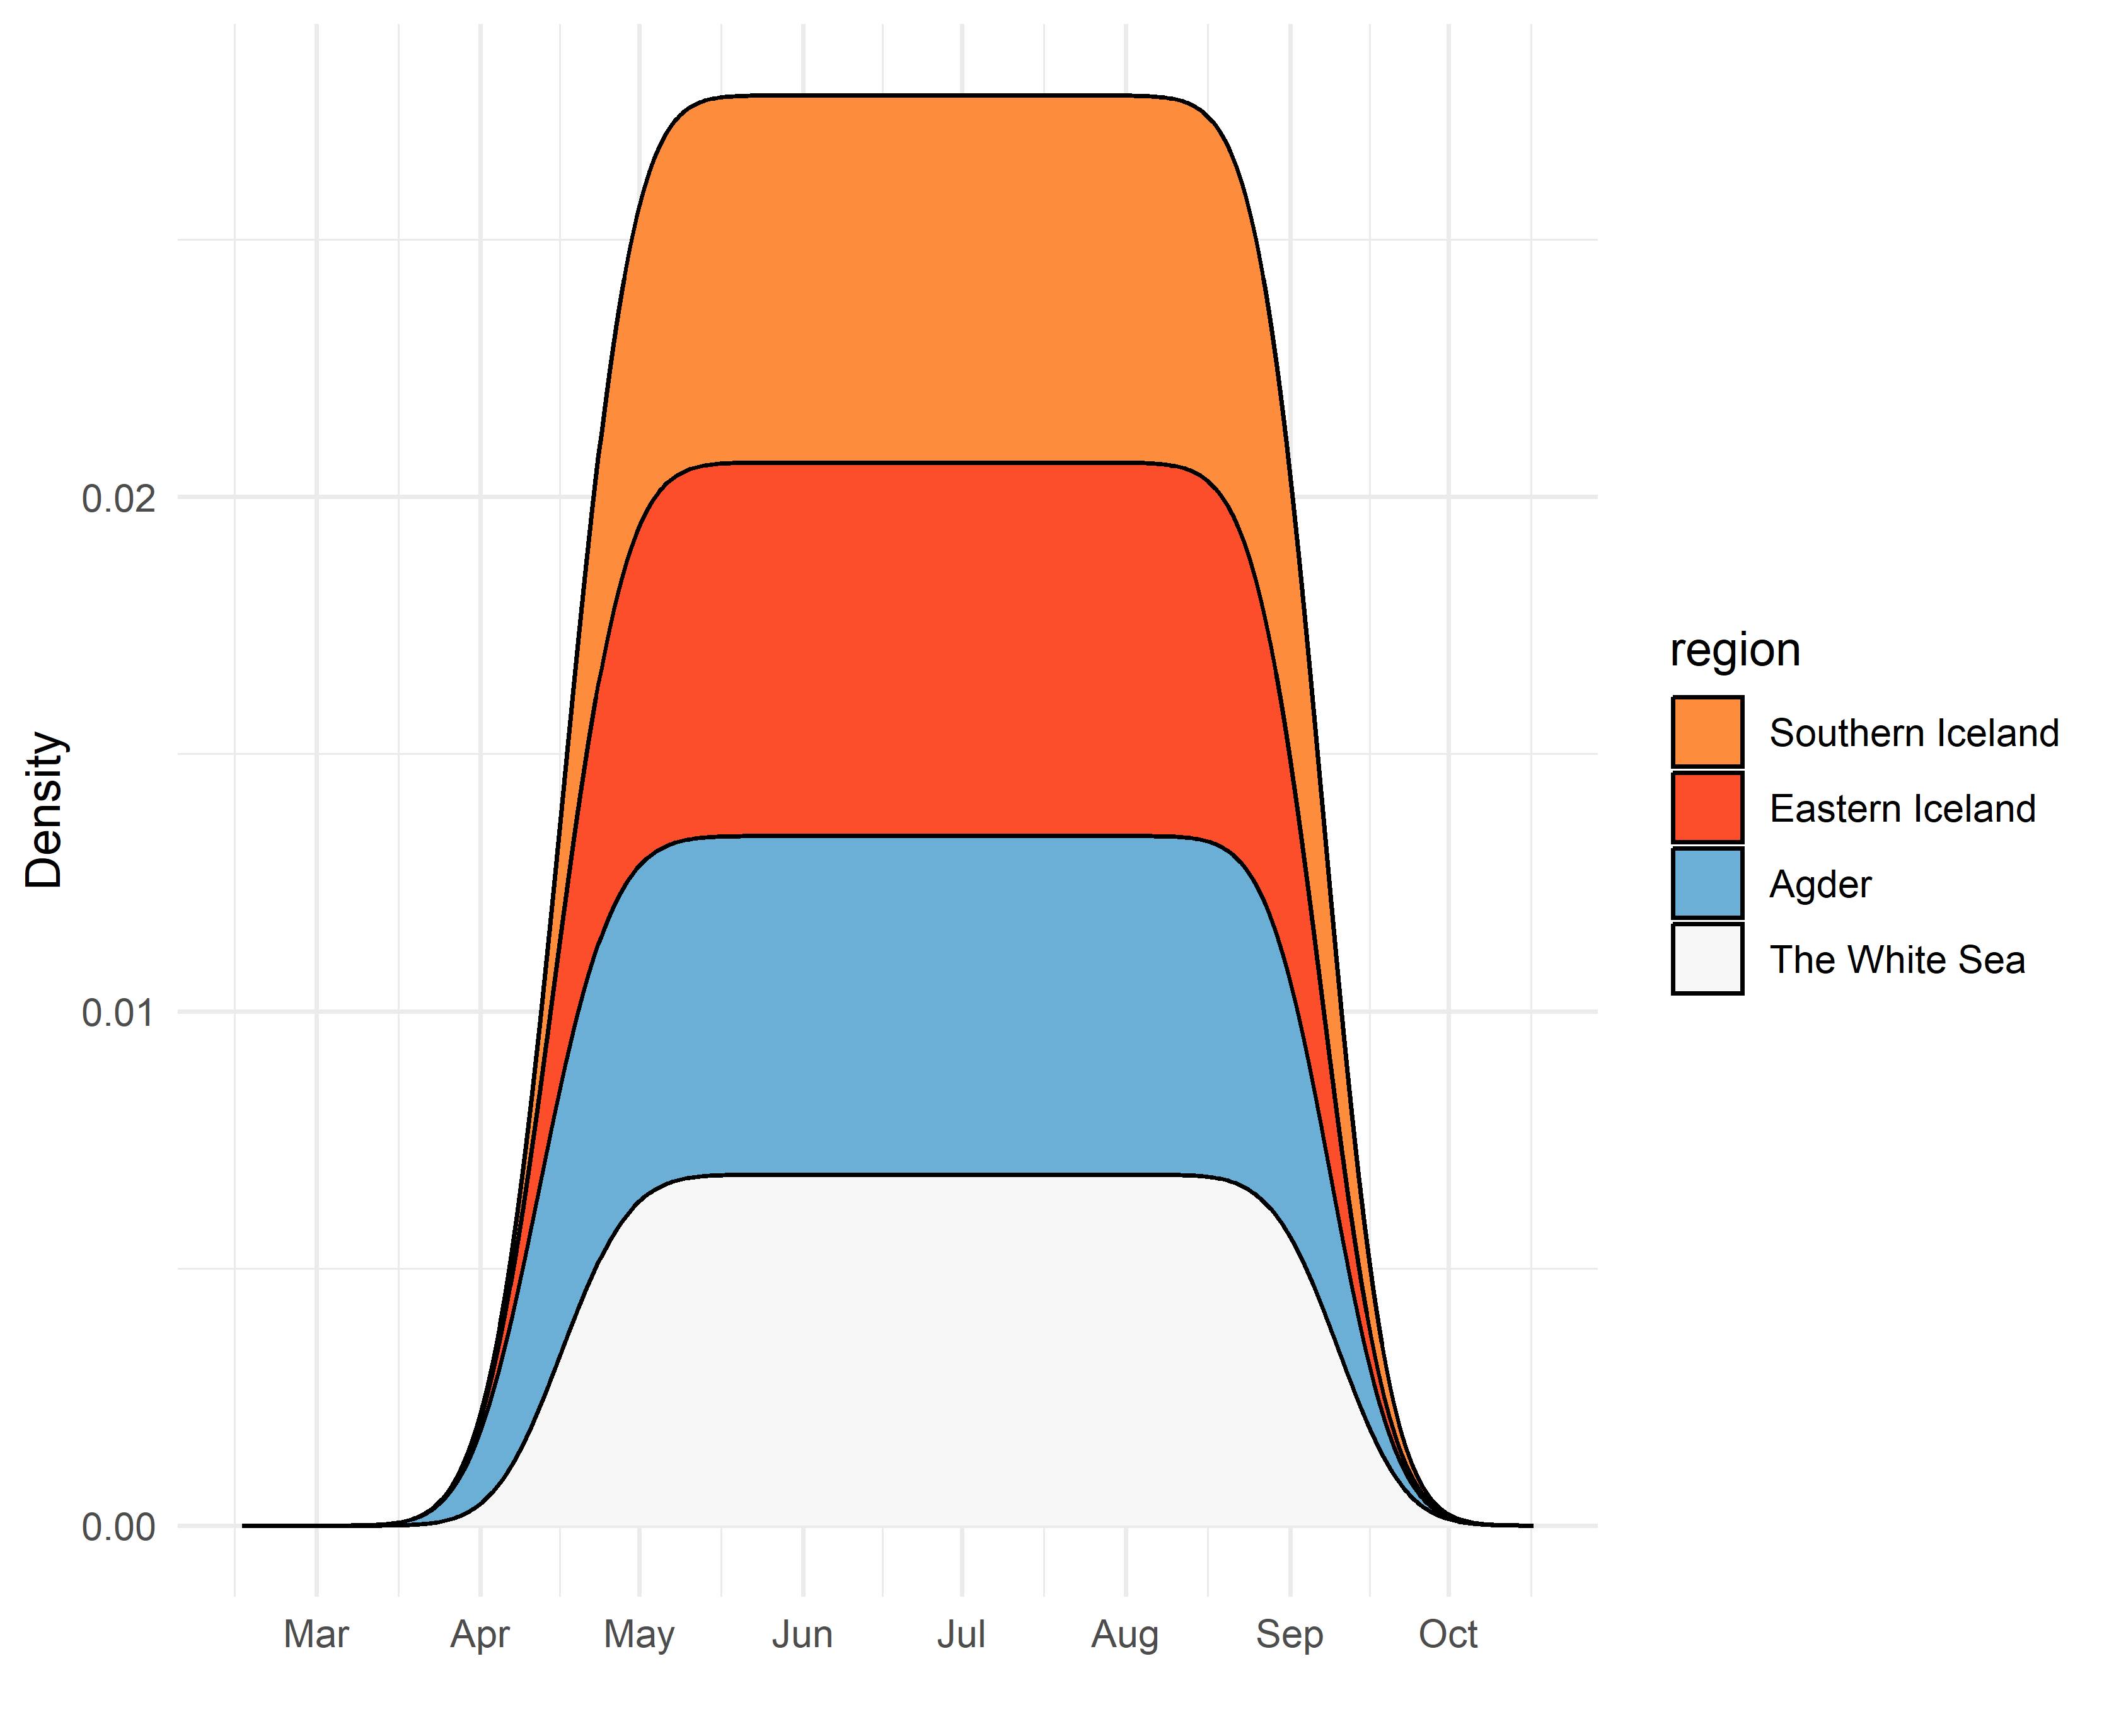 Density
0.02
0.01
0.00
Mar Apr May Jun Jul Aug Sep Oct
region
Southern Iceland
Eastern Iceland
Agder
The White Sea